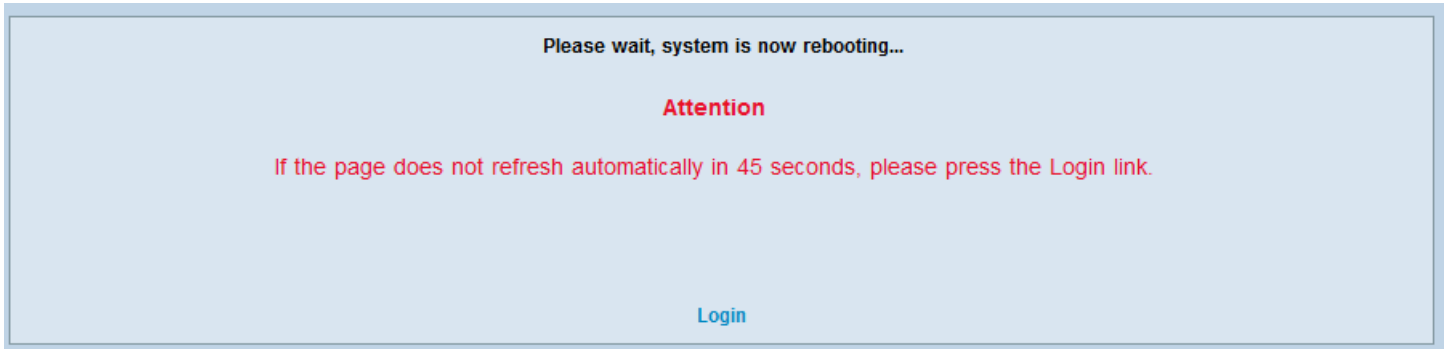 Please wait, system is now rebooting...
Attention
If the page does not refresh automatically in 45 seconds, please press the Login link.
Login